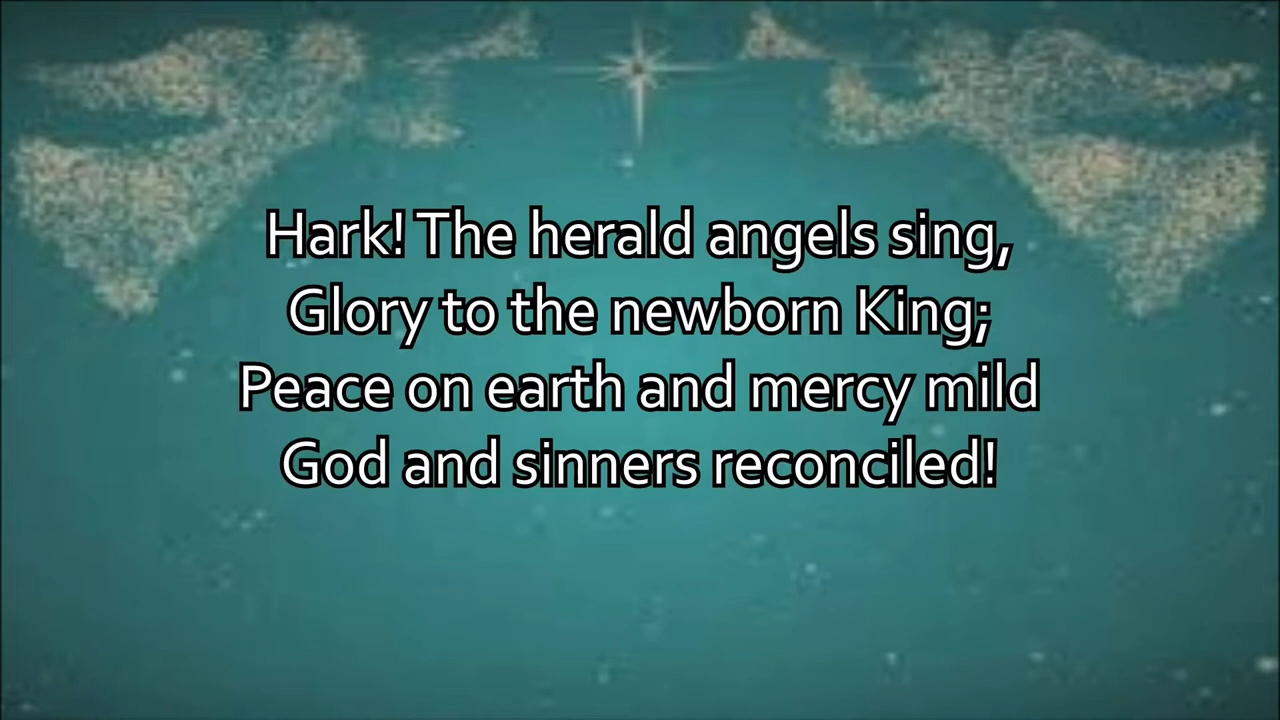 Hark! The herald angels sing,
Glory to the newborn King;
Peace on earth and mercy mild
God and sinners reconciled!